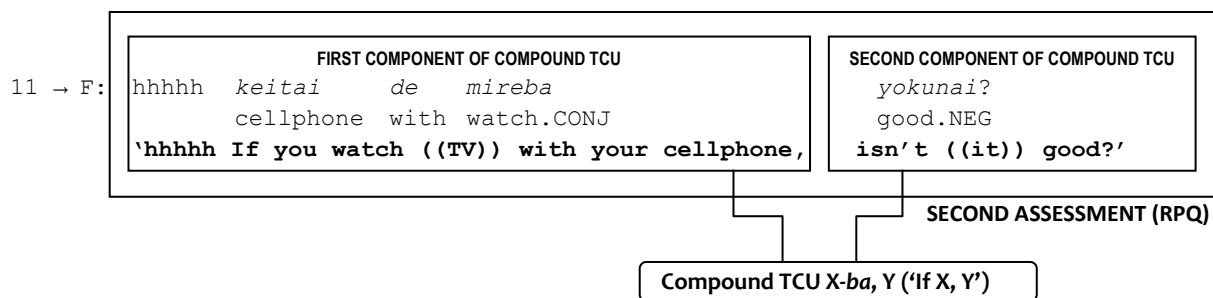 FIRST COMPONENT OF COMPOUND TCU SECOND COMPONENT OF COMPOUND TCU
11 → F: hhhhh keitai de mireba yokunai?
cellphone with watch.CONJ good.NEG
‘hhhhh If you watch ((TV)) with your cellphone, isn’t ((it)) good?’
SECOND ASSESSMENT (RPQ)
Compound TCU X-ba, Y (‘If X, Y’)